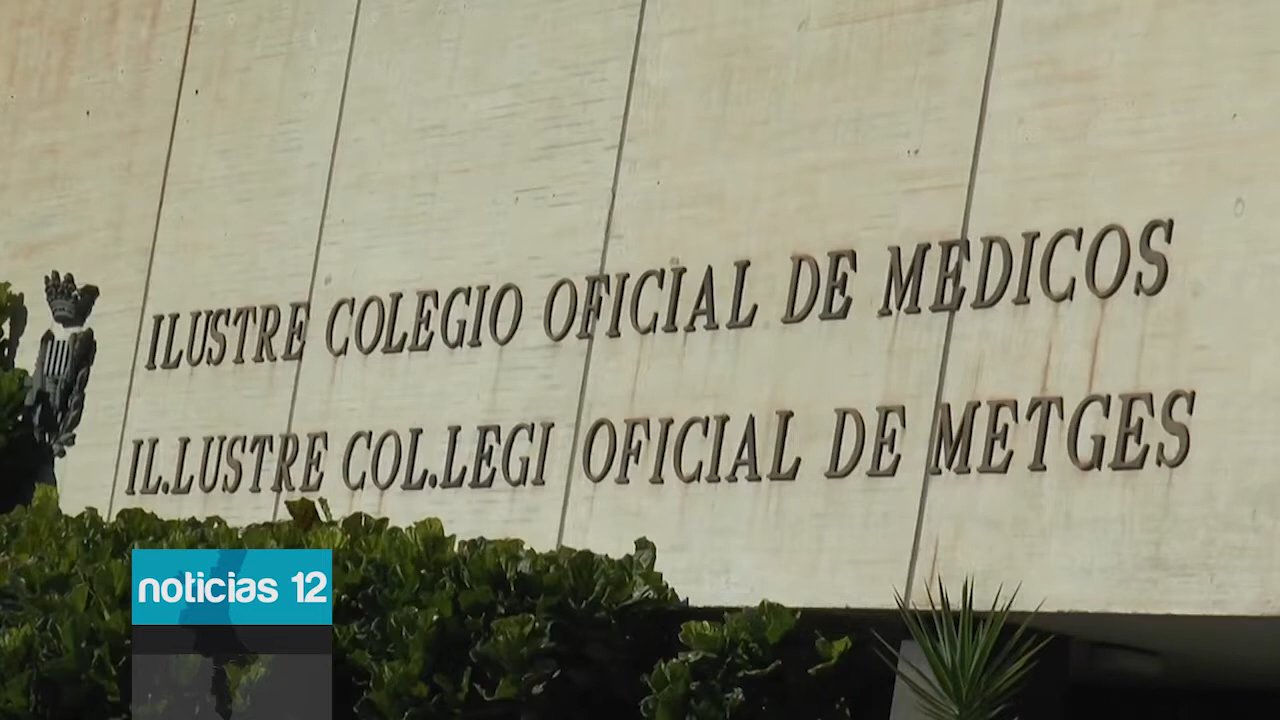 ILUSTRE COLEGIO OFICIAL DE MEDICOS
IL.LUSTRE COL.LEGI OFICIAL DE METGES
noticias 12